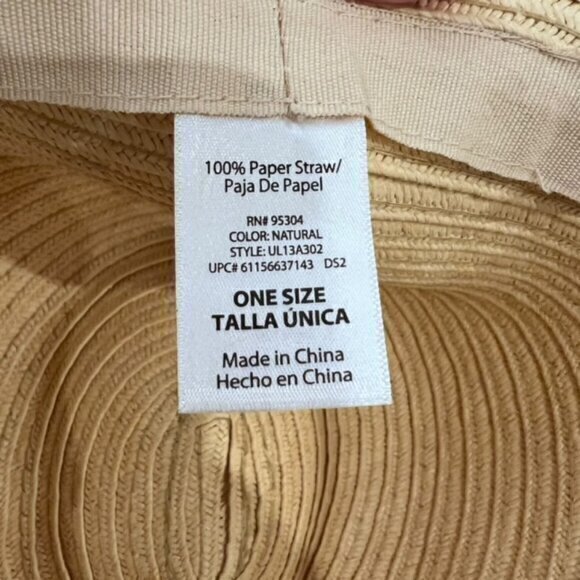 100% Paper Straw/
Paja De Papel
RN# 95304
COLOR: NATURAL
STYLE: UL13A302
UPC# 61156637143 DS2
ONE SIZE
TALLA ÚNICA
Made in China
Hecho en China